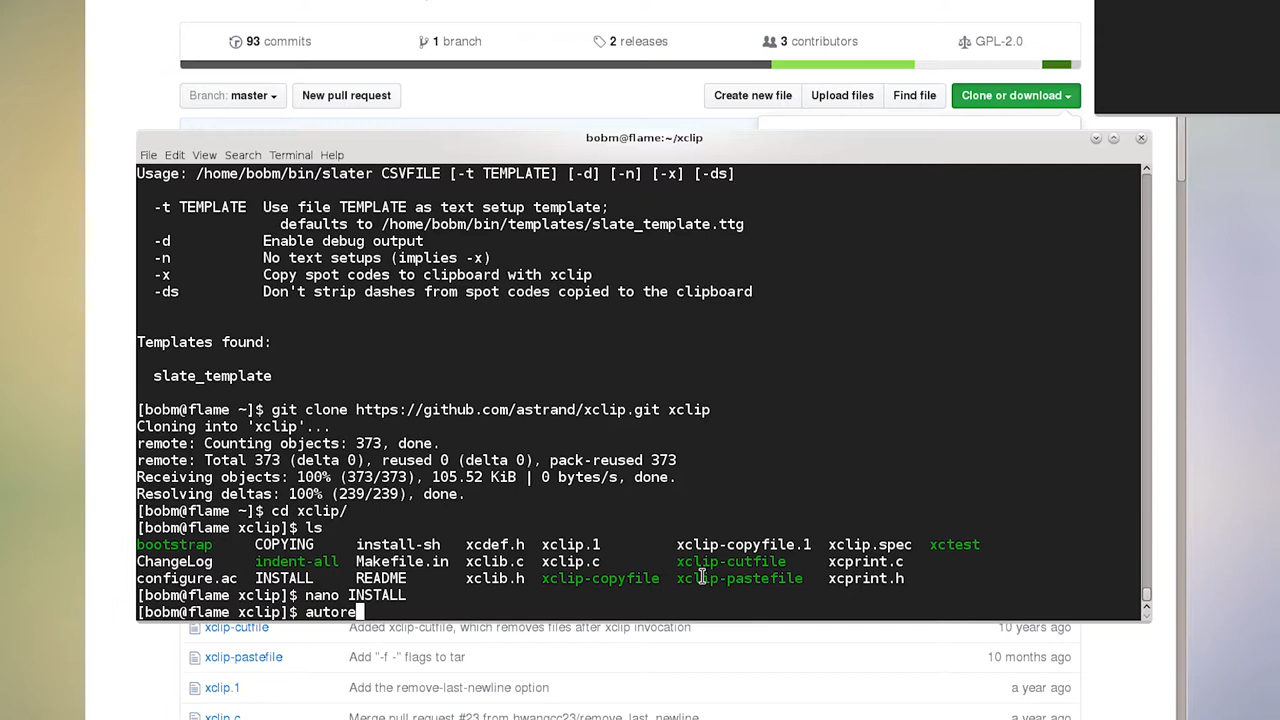 93 commits 1 branch 2 releases 3 contributors GPL-2.0
Branch: master New pull request Create new file Upload files Find file Clone or download
bobm@flame:~/xclip
File Edit View Search Terminal Help
Usage: /home/bobm/bin/slater CSVFILE [-t TEMPLATE] [-d] [-n] [-x] [-ds]
-t TEMPLATE Use file TEMPLATE as text setup template;
defaults to /home/bobm/bin/templates/slate_template.ttg
-d Enable debug output
-n No text setups (implies -x)
-x Copy spot codes to clipboard with xclip
-ds Don't strip dashes from spot codes copied to the clipboard
Templates found:
slate_template
[bobm@flame ~]$ git clone https://github.com/astrand/xclip.git xclip
Cloning into 'xclip'...
remote: Counting objects: 373, done.
remote: Total 373 (delta 0), reused 0 (delta 0), pack-reused 373
Receiving objects: 100% (373/373), 105.52 KiB | 0 bytes/s, done.
Resolving deltas: 100% (239/239), done.
[bobm@flame ~]$ cd xclip/
[bobm@flame xclip]$ ls
bootstrap COPYING install-sh xcdef.h xclip.1 xclip-copyfile.1 xclip.spec xctest
ChangeLog indent-all Makefile.in xclib.c xclip.c xclip-cutfile xcprint.c
configure.ac INSTALL README xclib.h xclip-copyfile xclip-pastefile xcprint.h
[bobm@flame xclip]$ nano INSTALL
[bobm@flame xclip]$ autore
xclip-cutfile Added xclip-cutfile, which removes files after xclip invocation 10 years ago
xclip-pastefile Add "-f -" flags to tar 10 months ago
xclip.1 Add the remove-last-newline option a year ago
xclip.c Merge pull request #23 from hwangcc23/remove_last_newline a year ago